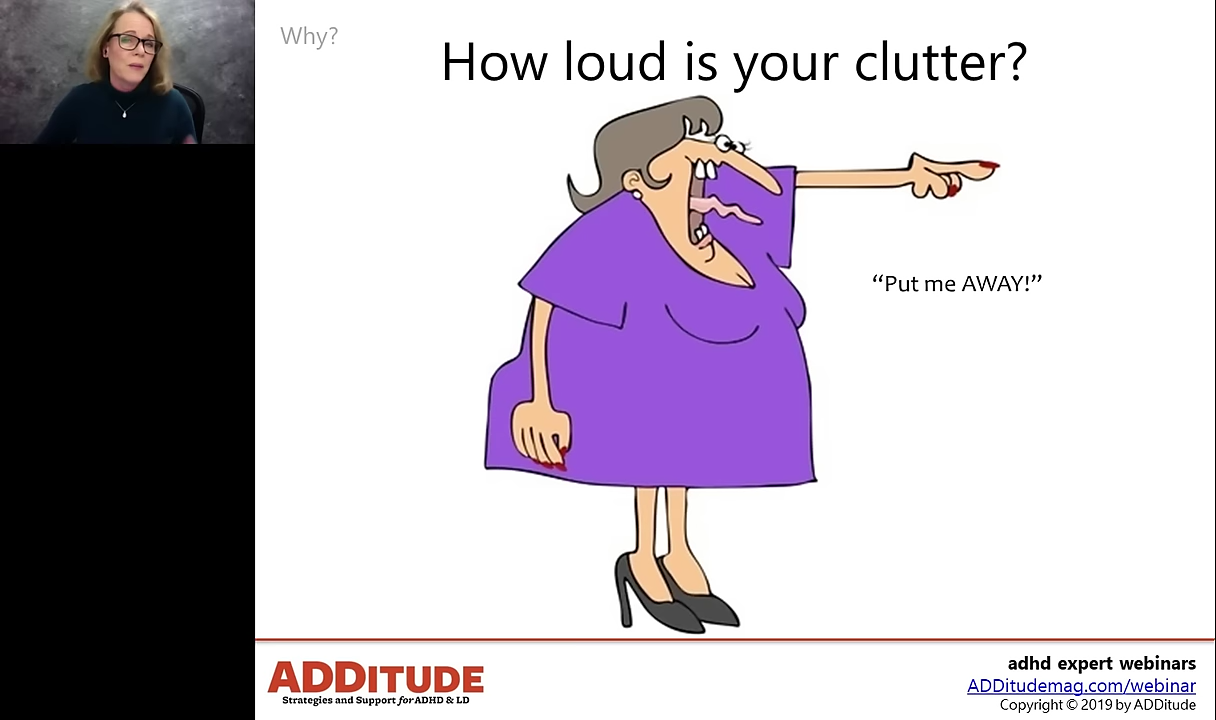 Why?
How loud is your clutter?
“Put me AWAY!”
ADDITUDE
Strategies and Support for ADHD & LD
adhd expert webinars
ADDitudemag.com/webinar
Copyright © 2019 by ADDitude